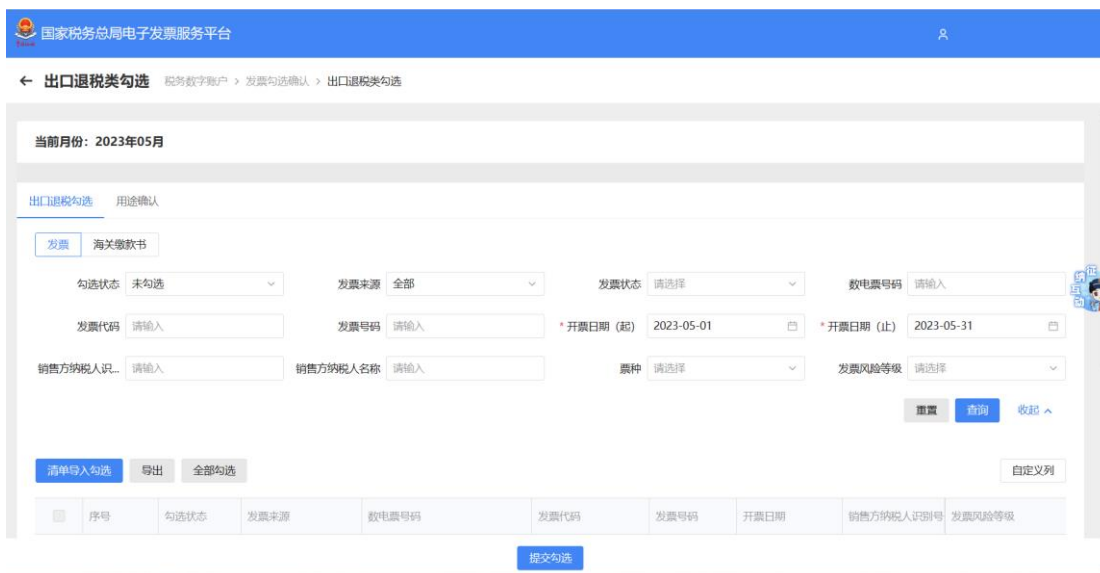 国家税务总局电子发票服务平台
← 出口退税类勾选 税务数字账户 > 发票勾选确认 > 出口退税类勾选
当前月份：2023年05月
出口退税勾选 用途确认
发票 海关缴款书
勾选状态 未勾选 发票来源 全部 发票状态 请选择 数电票号码 请输入
发票代码 请输入 发票号码 请输入 * 开票日期（起） 2023-05-01 * 开票日期（止） 2023-05-31
销售方纳税人识... 请输入 销售方纳税人名称 请输入 票种 请选择 发票风险等级 请选择
重置 查询 收起
清单导入勾选 导出 全部勾选 自定义列
序号 勾选状态 发票来源 数电票号码 发票代码 发票号码 开票日期 销售方纳税人识别号 发票风险等级
提交勾选